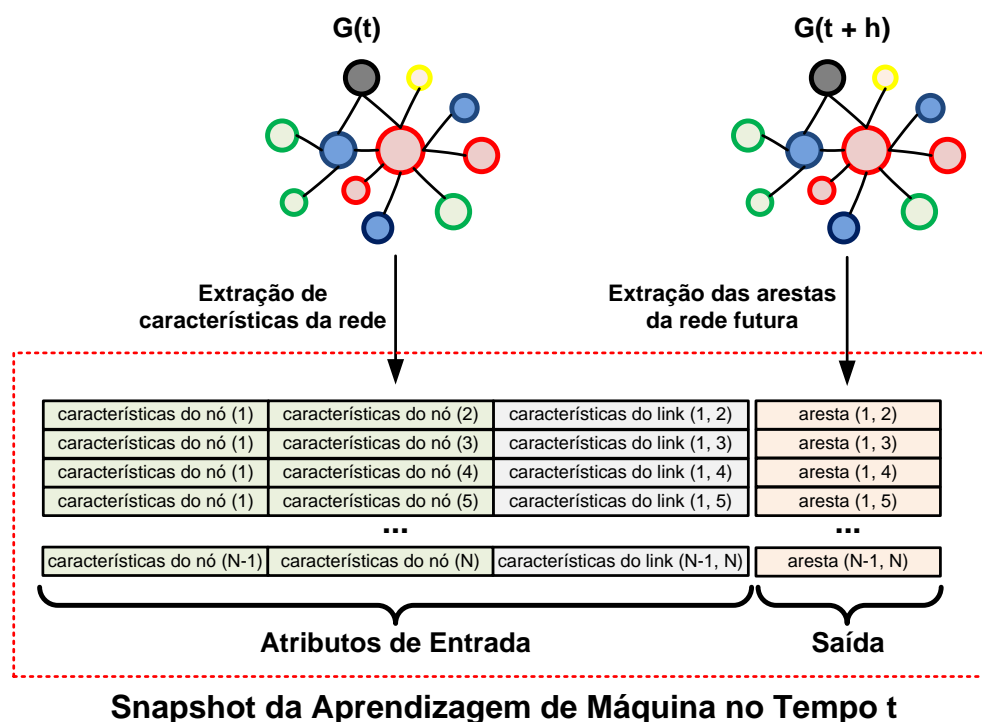 G(t)
G(t + h)
Extração de
características da rede
Extração das arestas
da rede futura
características do nó (1) características do nó (2) características do link (1, 2) aresta (1, 2)
características do nó (1) características do nó (3) características do link (1, 3) aresta (1, 3)
características do nó (1) características do nó (4) características do link (1, 4) aresta (1, 4)
características do nó (1) características do nó (5) características do link (1, 5) aresta (1, 5)
... ...
características do nó (N-1) características do nó (N) características do link (N-1, N) aresta (N-1, N)
Atributos de Entrada
Saída
Snapshot da Aprendizagem de Máquina no Tempo t